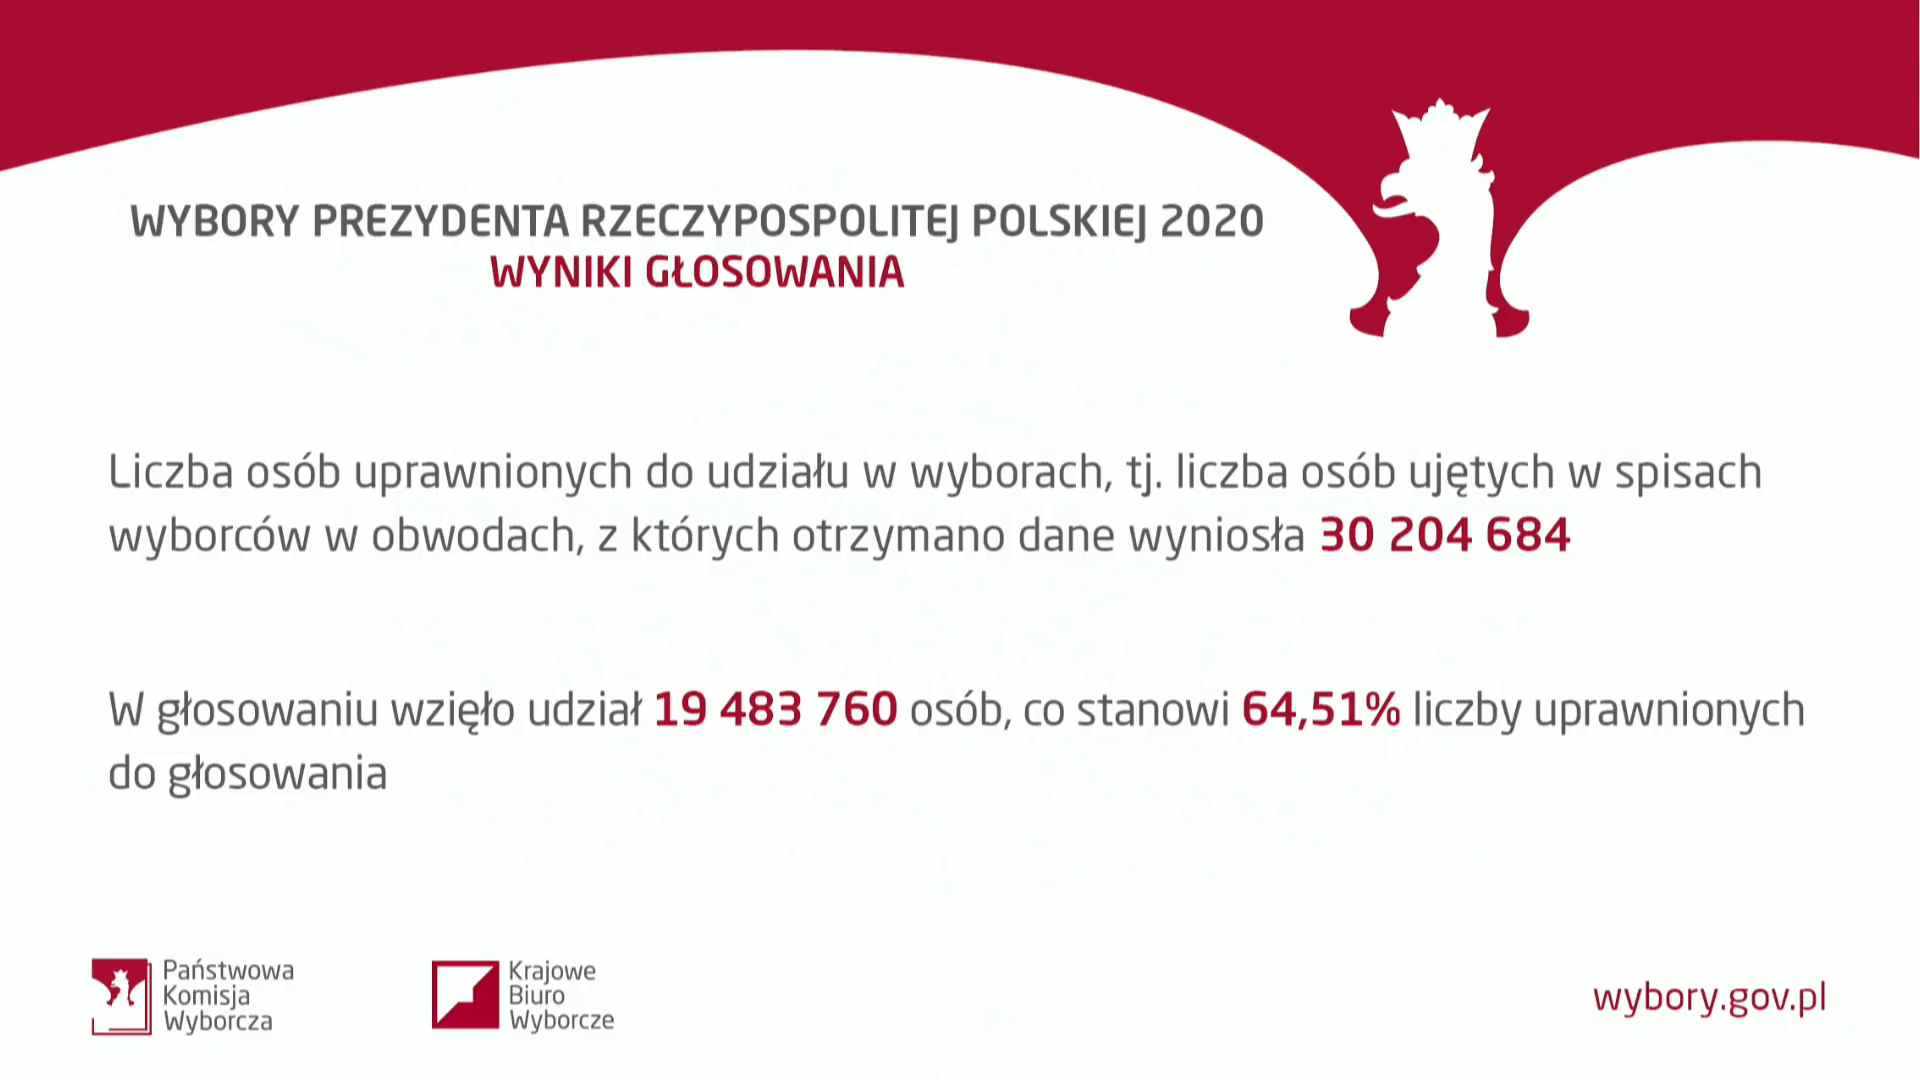 WYBORY PREZYDENTA RZECZYPOSPOLITEJ POLSKIEJ 2020
WYNIKI GŁOSOWANIA
Liczba osób uprawnionych do udziału w wyborach, tj. liczba osób ujętych w spisach
wyborców w obwodach, z których otrzymano dane wyniosła 30 204 684
W głosowaniu wzięło udział 19 483 760 osób, co stanowi 64,51% liczby uprawnionych
do głosowania
Państwowa
Komisja
Wyborcza
Krajowe
Biuro
Wyborcze
wybory.gov.pl